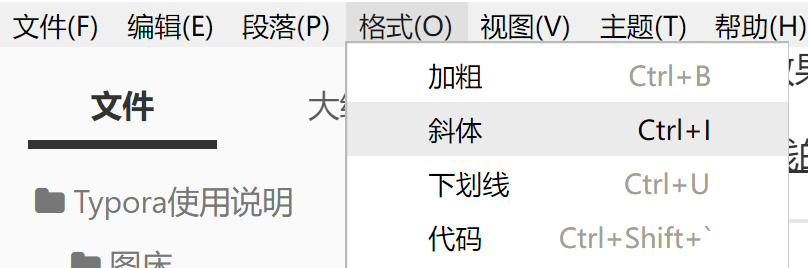 文件(F) 编辑(E) 段落(P) 格式(O) 视图(V) 主题(T) 帮助(H)
文件
加粗 Ctrl+B
斜体 Ctrl+I
下划线 Ctrl+U
代码 Ctrl+Shift+`
Typora使用说明
图床